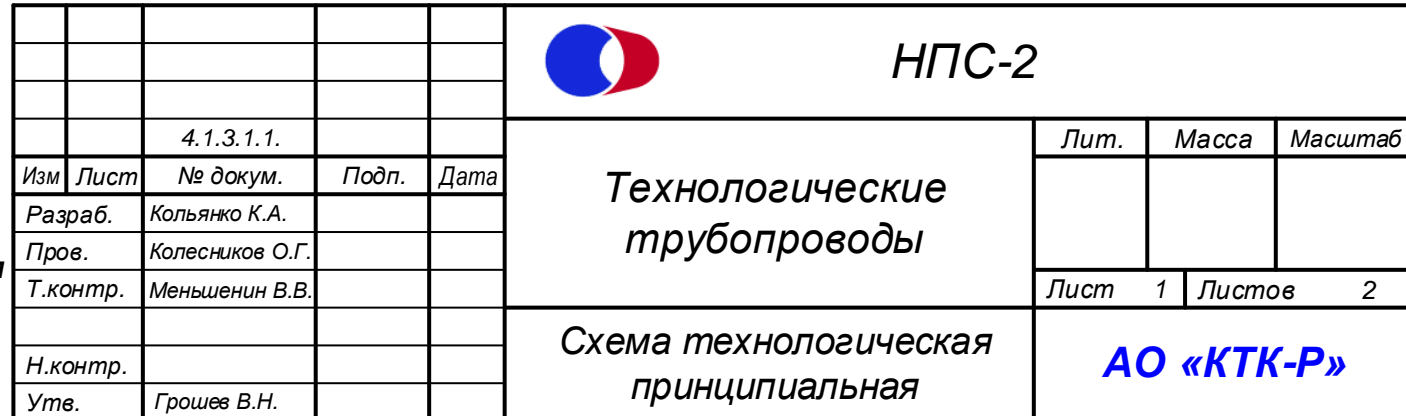 НПС-2
4.1.3.1.1.
Лит. Масса Масштаб
Изм Лист № докум. Подп. Дата
Технологические
трубопроводы
Разраб. Кольянко К.А.
Пров. Колесников О.Г.
Т.контр. Меньшенин В.В.
Лист 1 Листов 2
Схема технологическая
принципиальная
АО «КТК-Р»
Н.контр.
Утв. Грошев В.Н.